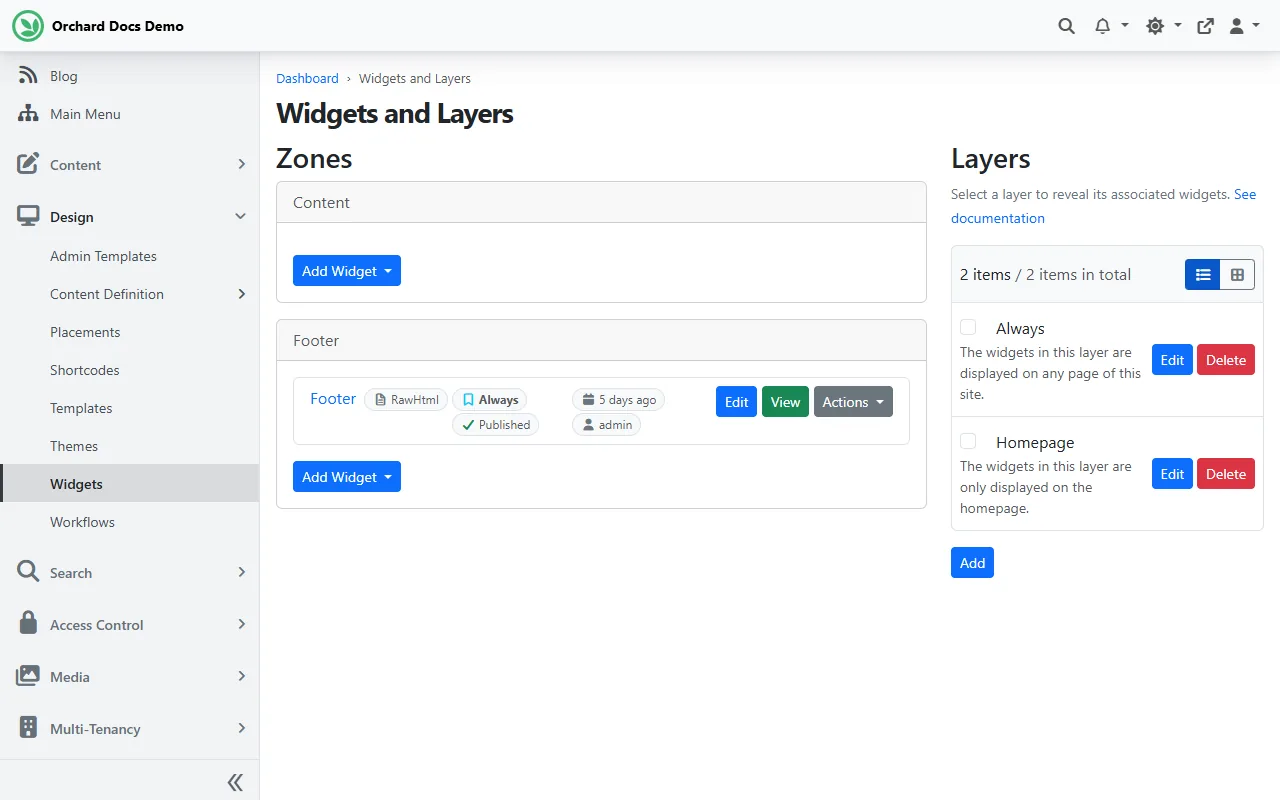 Orchard Docs Demo
Blog
Main Menu
Content
Design
Admin Templates
Content Definition
Placements
Shortcodes
Templates
Themes
Widgets
Workflows
Search
Access Control
Media
Multi-Tenancy
Dashboard › Widgets and Layers
Widgets and Layers
Zones
Content
Add Widget
Footer
Footer RawHtml Always 5 days ago Edit View Actions
Published admin
Add Widget
Layers
Select a layer to reveal its associated widgets. See
documentation
2 items / 2 items in total
Always
The widgets in this layer are
displayed on any page of this
site.
Edit Delete
Homepage
The widgets in this layer are
only displayed on the
homepage.
Edit Delete
Add